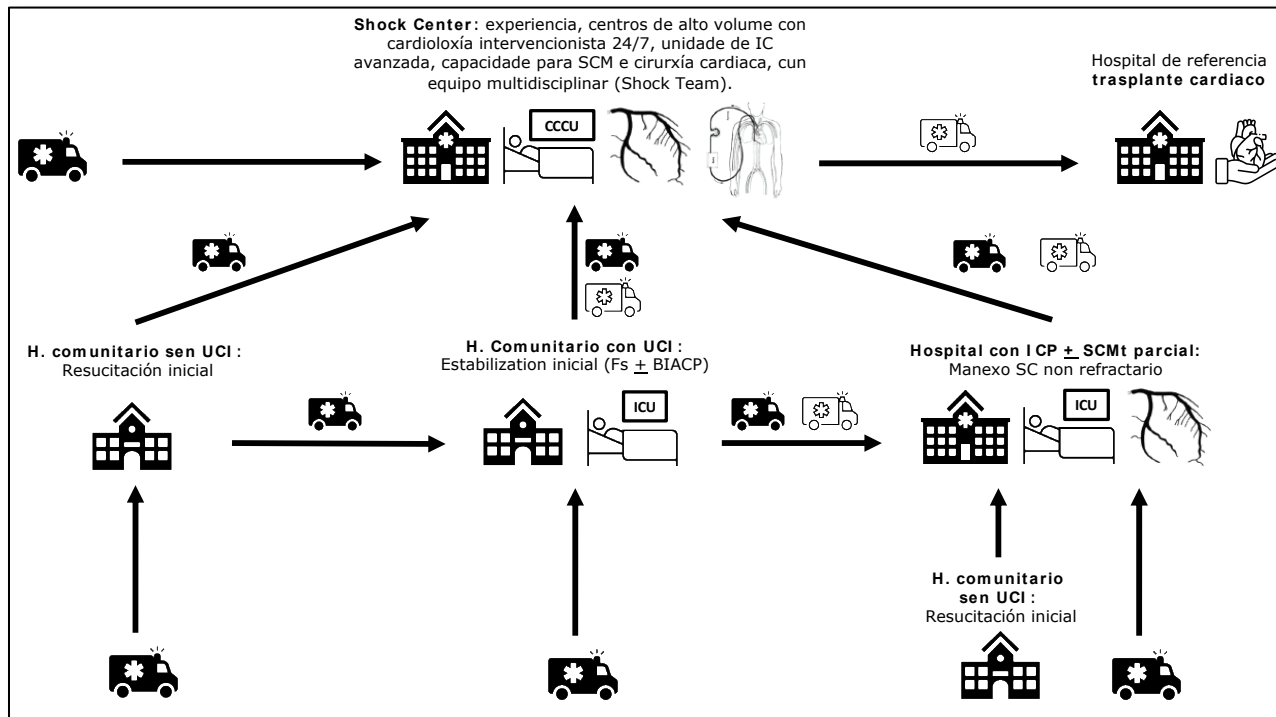 Shock Center: experiencia, centros de alto volume con
cardioloxía intervencionista 24/7, unidade de IC
avanzada, capacidade para SCM e cirurxía cardiaca, cun
equipo multidisciplinar (Shock Team).
Hospital de referencia
trasplante cardiaco
CCCU
H. comunitario sen UCI:
Resucitación inicial
H. Comunitario con UCI:
Estabilization inicial (Fs + BIACP)
Hospital con ICP + SCMt parcial:
Manexo SC non refractario
ICU
ICU
H. comunitario
sen UCI:
Resucitación inicial